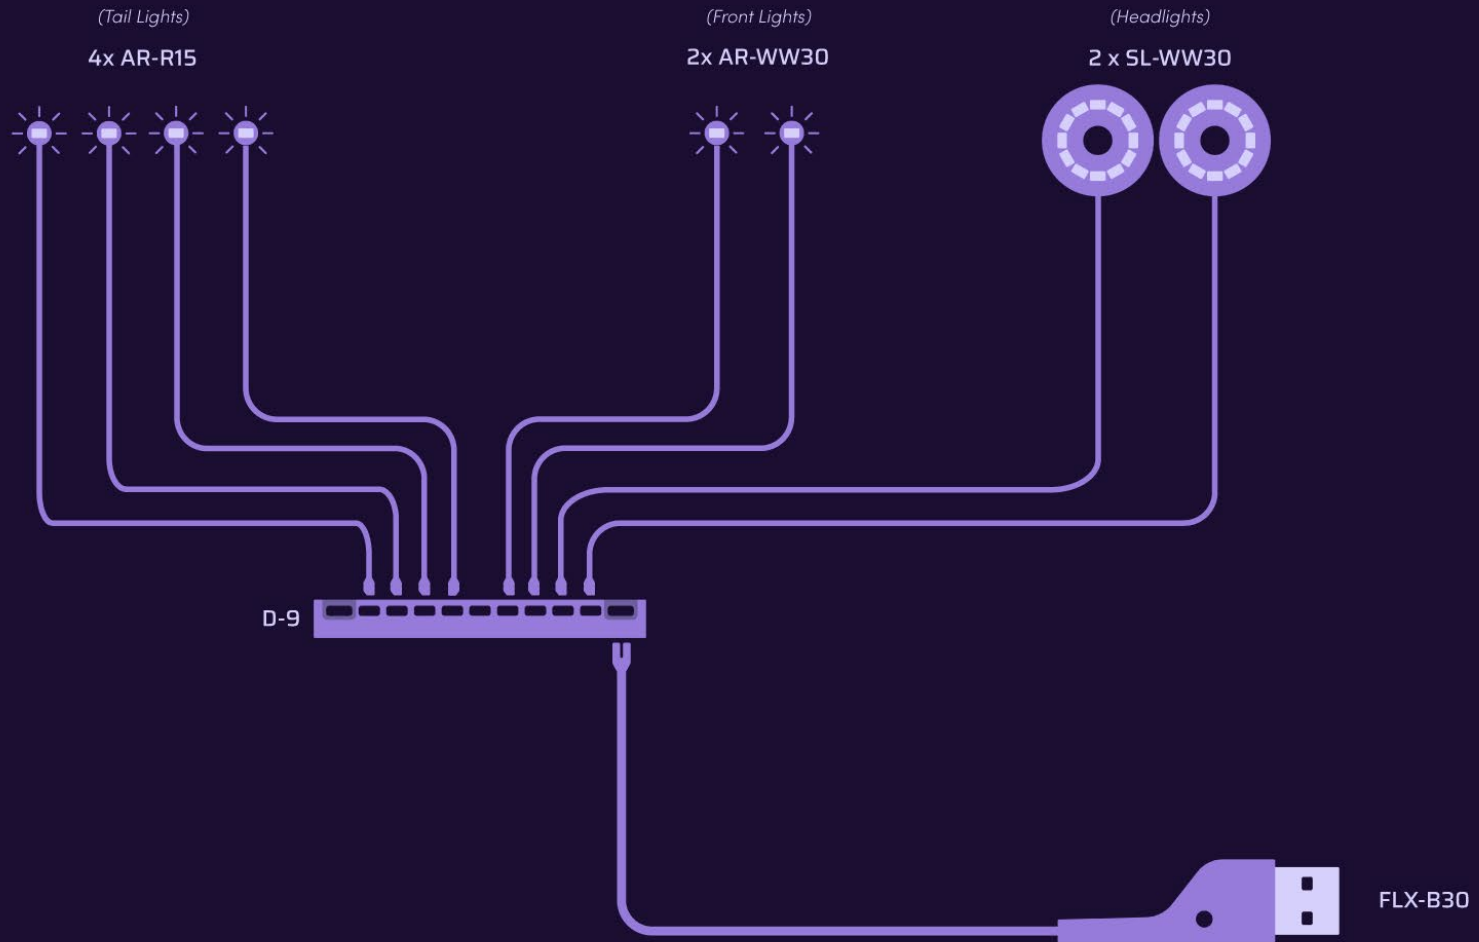 (Tail Lights)
4x AR-R15
(Front Lights)
2x AR-WW30
(Headlights)
2 x SL-WW30
D-9
FLX-B30